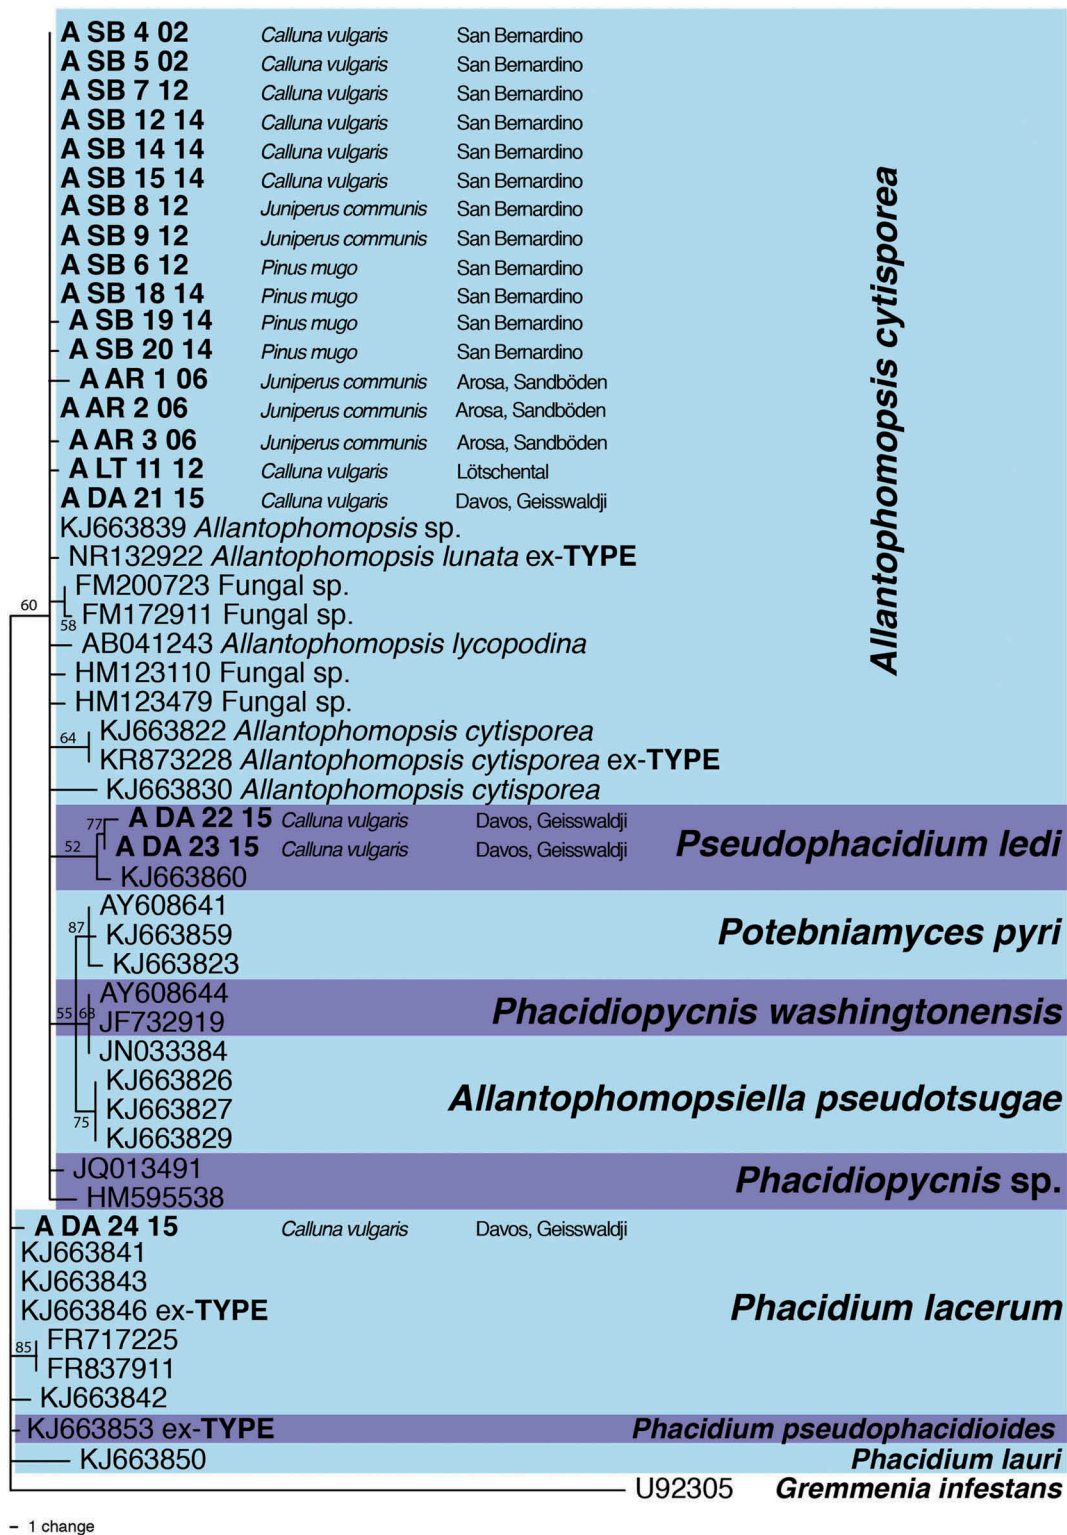 A SB 4 02 Calluna vulgaris San Bernardino
A SB 5 02 Calluna vulgaris San Bernardino
A SB 7 12 Calluna vulgaris San Bernardino
A SB 12 14 Calluna vulgaris San Bernardino
A SB 14 14 Calluna vulgaris San Bernardino
A SB 15 14 Calluna vulgaris San Bernardino
A SB 8 12 Juniperus communis San Bernardino
A SB 9 12 Juniperus communis San Bernardino
A SB 6 12 Pinus mugo San Bernardino
A SB 18 14 Pinus mugo San Bernardino
A SB 19 14 Pinus mugo San Bernardino
A SB 20 14 Pinus mugo San Bernardino
A AR 1 06 Juniperus communis Arosa, Sandböden
A AR 2 06 Juniperus communis Arosa, Sandböden
A AR 3 06 Juniperus communis Arosa, Sandböden
A LT 11 12 Calluna vulgaris Lötschental
A DA 21 15 Calluna vulgaris Davos, Geisswaldji
KJ663839 Allantophomopsis sp.
NR132922 Allantophomopsis lunata ex-TYPE
FM200723 Fungal sp.
60
FM172911 Fungal sp.
58
AB041243 Allantophomopsis lycopodina
HM123110 Fungal sp.
HM123479 Fungal sp.
KJ663822 Allantophomopsis cytisporea
64
KR873228 Allantophomopsis cytisporea ex-TYPE
KJ663830 Allantophomopsis cytisporea
Allantophomopsis cytisporea
77 A DA 22 15 Calluna vulgaris Davos, Geisswaldji
52 A DA 23 15 Calluna vulgaris Davos, Geisswaldji
Pseudophacidium ledi
KJ663860
AY608641
87 KJ663859 Potebniamyces pyri
KJ663823
AY608644
55 63 JF732919 Phacidiopycnis washingtonensis
JN033384
KJ663826
KJ663827 Allantophomopsiella pseudotsugae
75
KJ663829
JQ013491
Phacidiopycnis sp.
HM595538
A DA 24 15 Calluna vulgaris Davos, Geisswaldji
KJ663841
KJ663843
KJ663846 ex-TYPE Phacidium lacerum
FR717225
85
FR837911
KJ663842
KJ663853 ex-TYPE Phacidium pseudophacidioides
KJ663850 Phacidium lauri
U92305 Gremmenia infestans
1 change